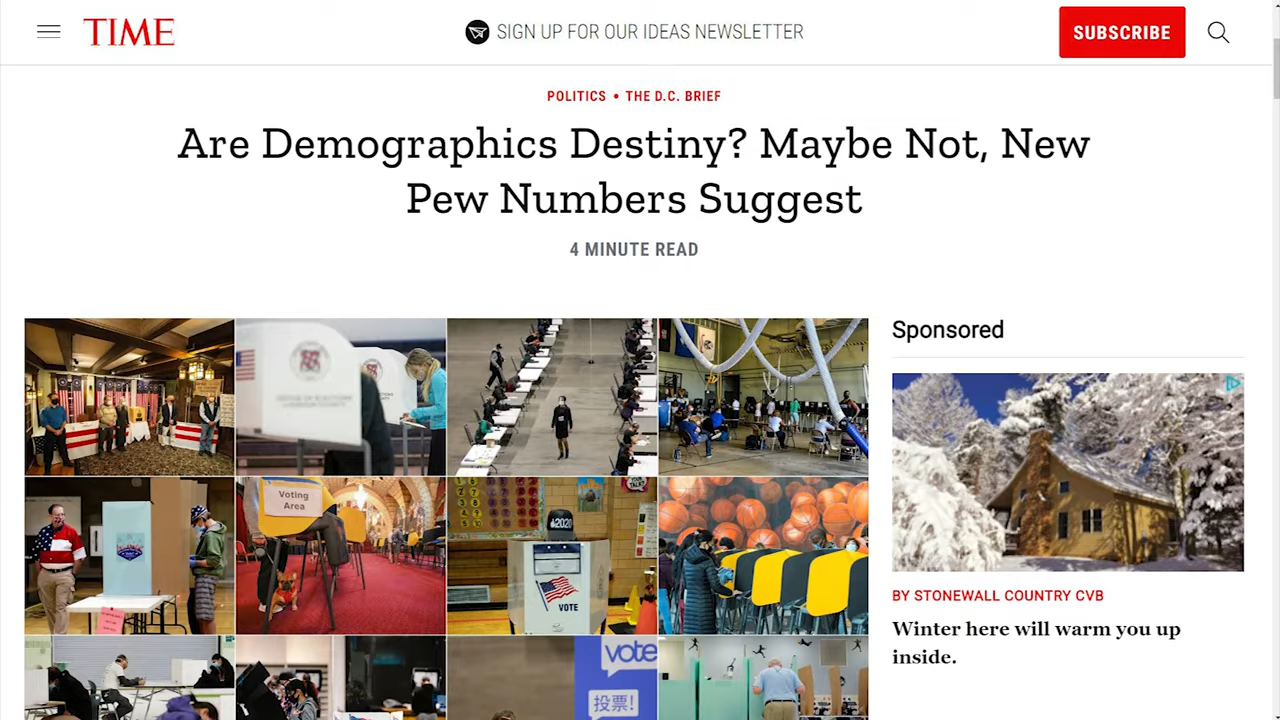 TIME
SIGN UP FOR OUR IDEAS NEWSLETTER
SUBSCRIBE
POLITICS • THE D.C. BRIEF
Are Demographics Destiny? Maybe Not, New
Pew Numbers Suggest
4 MINUTE READ
Sponsored
Voting
Area
2020
VOTE
vote
投票!
BY STONEWALL COUNTRY CVB
Winter here will warm you up
inside.